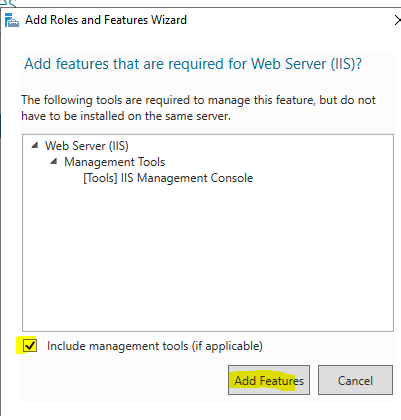 Add Roles and Features Wizard
Add features that are required for Web Server (IIS)?
The following tools are required to manage this feature, but do not
have to be installed on the same server.
Web Server (IIS)
Management Tools
[Tools] IIS Management Console
Include management tools (if applicable)
Add Features
Cancel